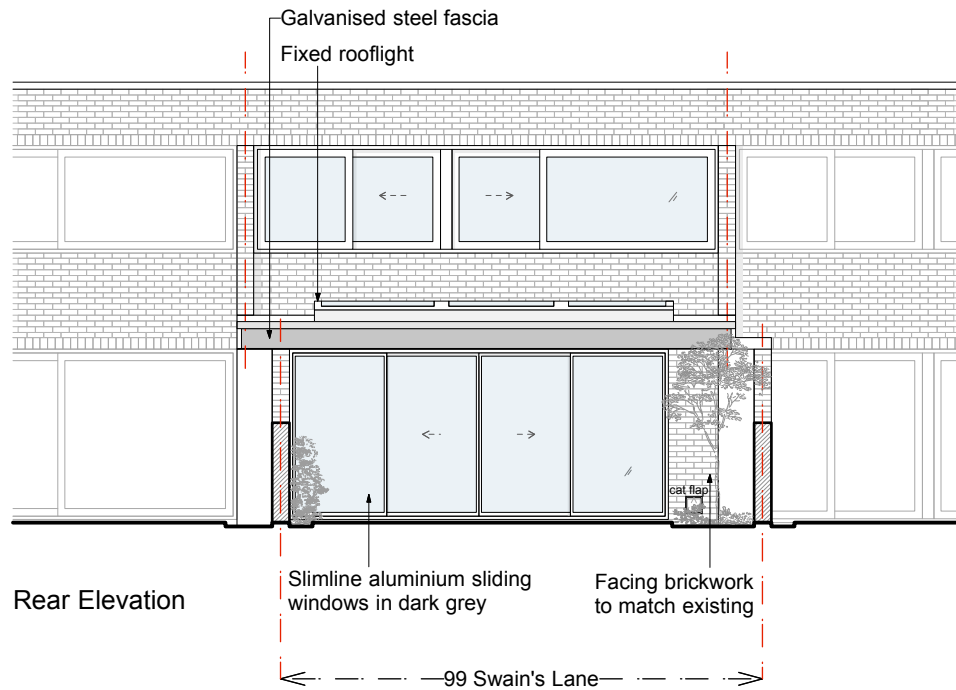 Galvanised steel fascia
Fixed rooflight
cat flap
Slimline aluminium sliding
windows in dark grey
Facing brickwork
to match existing
Rear Elevation
99 Swain's Lane